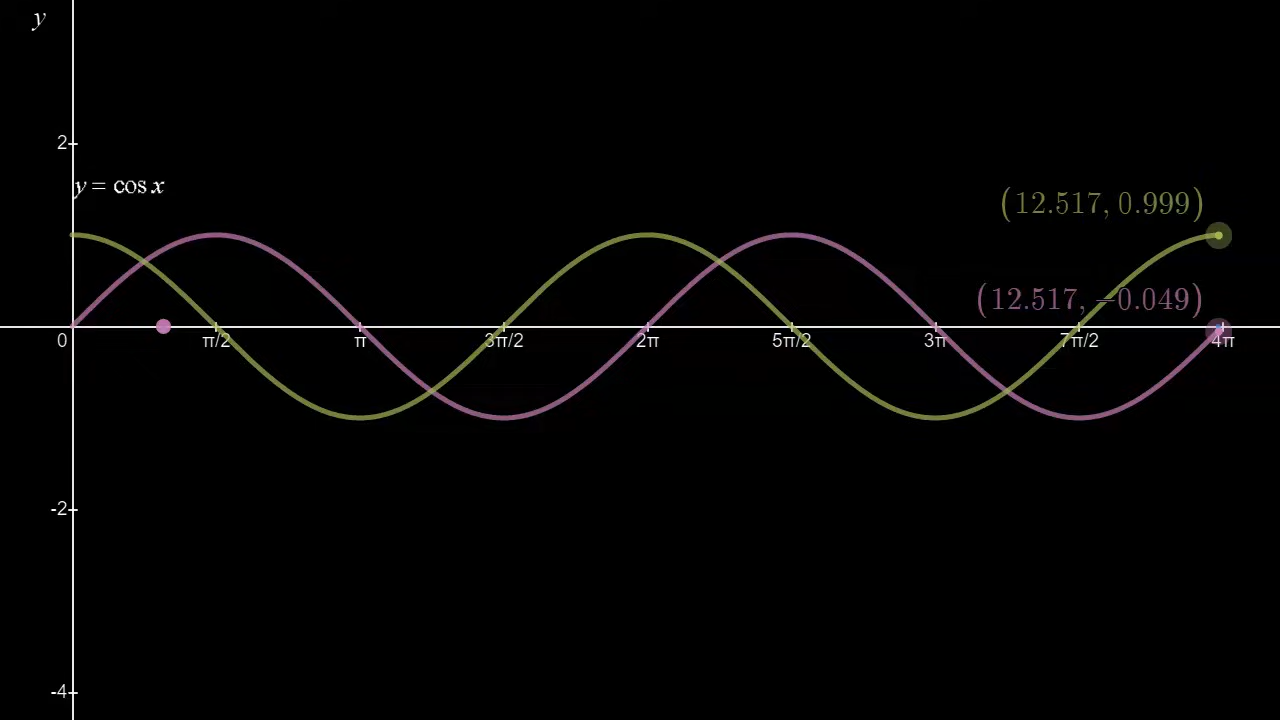 y
2
y = cos x
(12.517, 0.999)
(12.517, −0.049)
0 π/2 π 3π/2 2π 5π/2 3π 7π/2 4π
-2
-4